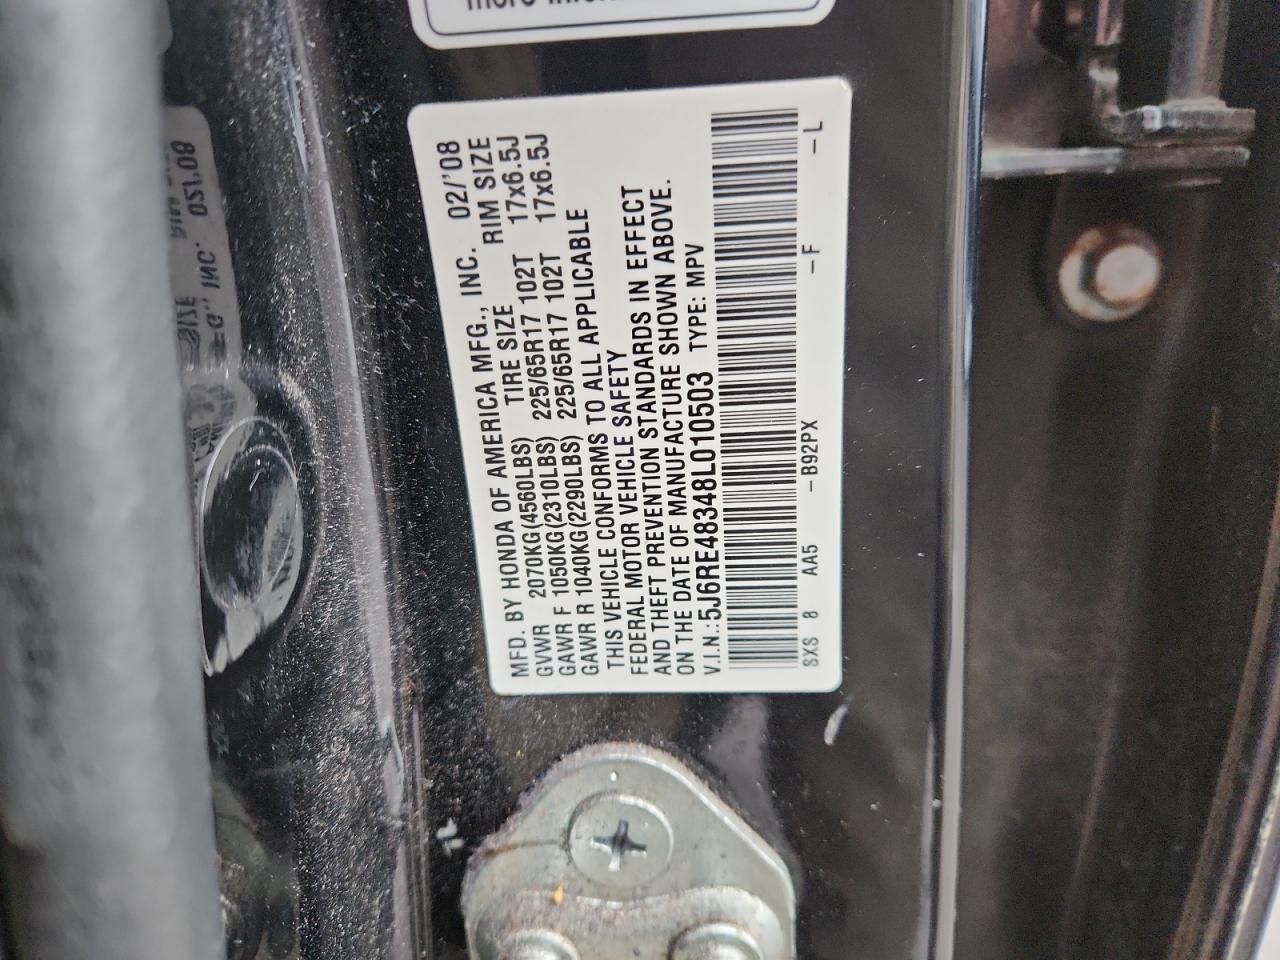 MFD. BY HONDA OF AMERICA MFG., INC. 02/'08
GVWR 2070KG(4560LBS) TIRE SIZE RIM SIZE
GAWR F 1050KG(2310LBS) 225/65R17 102T 17x6.5J
GAWR R 1040KG(2290LBS) 225/65R17 102T 17x6.5J
THIS VEHICLE CONFORMS TO ALL APPLICABLE
FEDERAL MOTOR VEHICLE SAFETY
AND THEFT PREVENTION STANDARDS IN EFFECT
ON THE DATE OF MANUFACTURE SHOWN ABOVE.
V.I.N.: 5J6RE48348L010503 TYPE: MPV
SXS 8 AA5 -B92PX -F -L